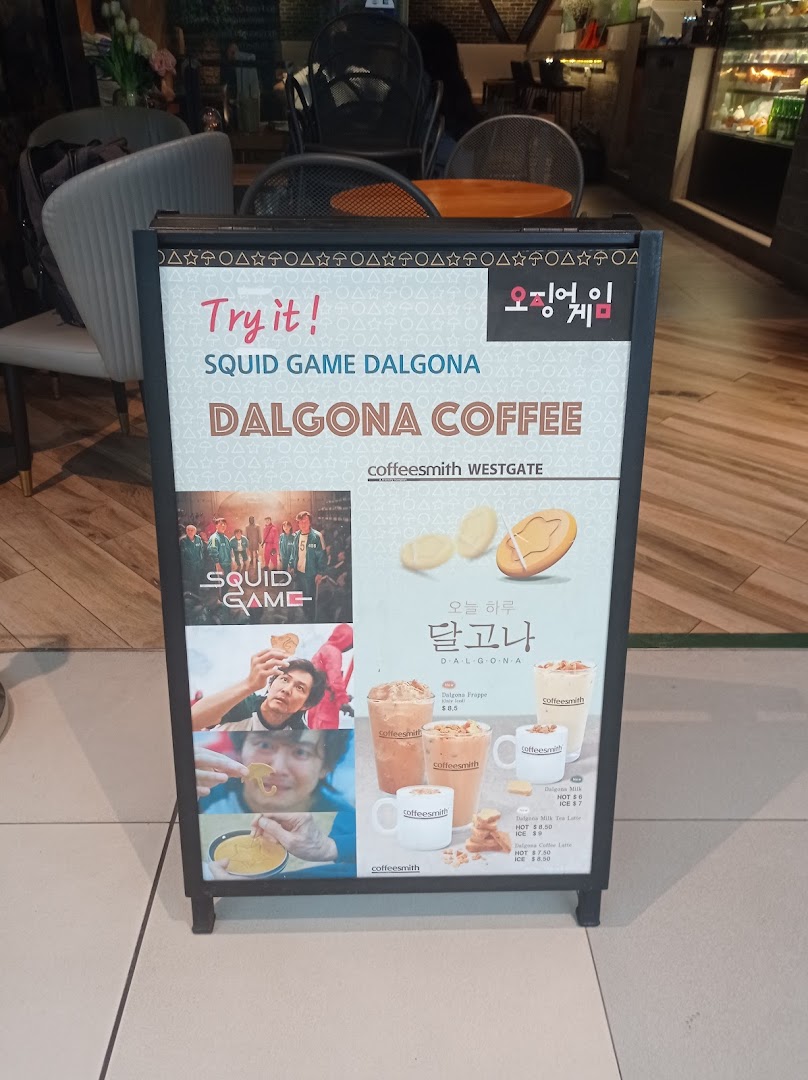 Try it!
오징어
게임
SQUID GAME DALGONA
DALGONA COFFEE
coffeesmith WESTGATE
SQUID
GAME
오늘 하루
달고나
DALGONA
Dalgona Frappe
$ 8.5
coffeesmith
coffeesmith
coffeesmith
coffeesmith
coffeesmith
Dalgona Milk
HOT $ 6
ICE $ 7
Dalgona Milk Tea Latte
HOT $ 8.50
ICE $ 9
Dalgona Coffee Latte
HOT $ 7.50
ICE $ 8.50
coffeesmith